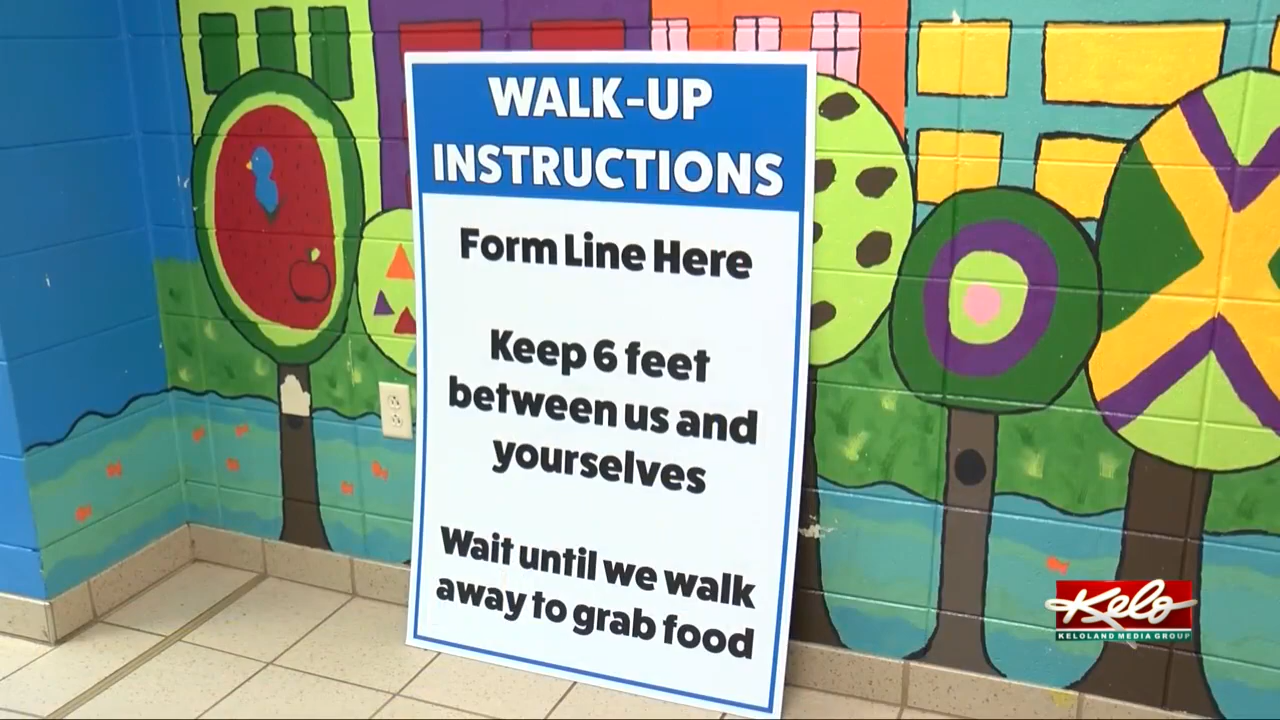 WALK-UP
INSTRUCTIONS
Form Line Here
Keep 6 feet
between us and
yourselves
Wait until we walk
away to grab food
Kelo
KELOLAND MEDIA GROUP